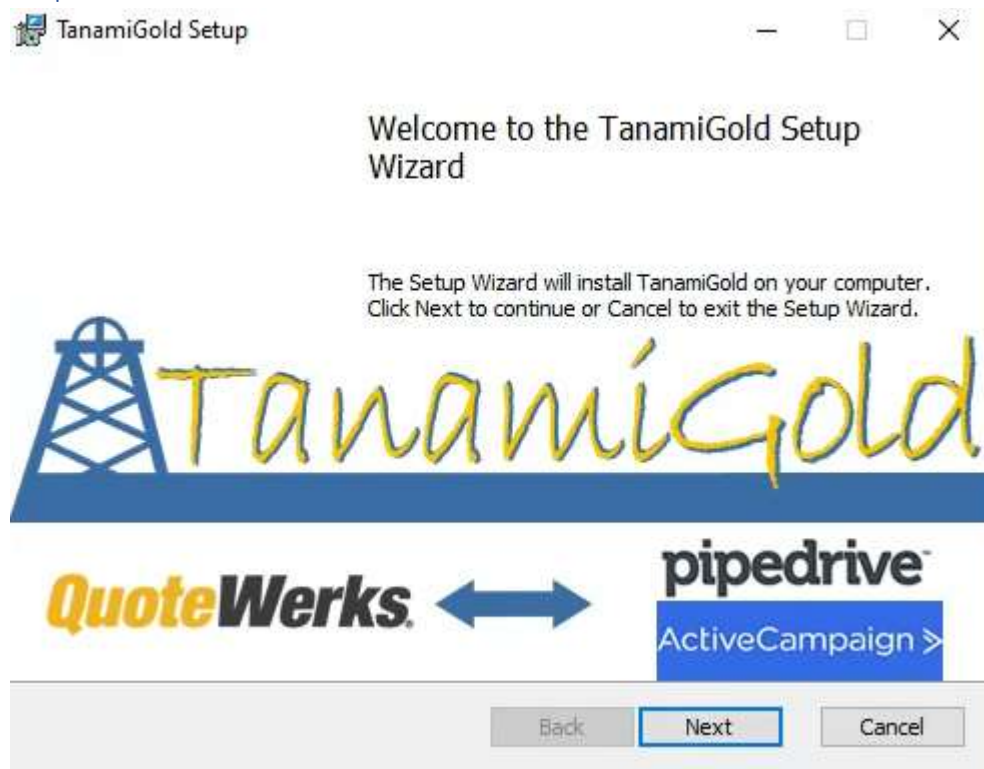 TanamiGold Setup
Welcome to the TanamiGold Setup
Wizard
The Setup Wizard will install TanamiGold on your computer.
Click Next to continue or Cancel to exit the Setup Wizard.
TanamiGold
QuoteWerks.
pipedrive™
ActiveCampaign >
Back
Next
Cancel